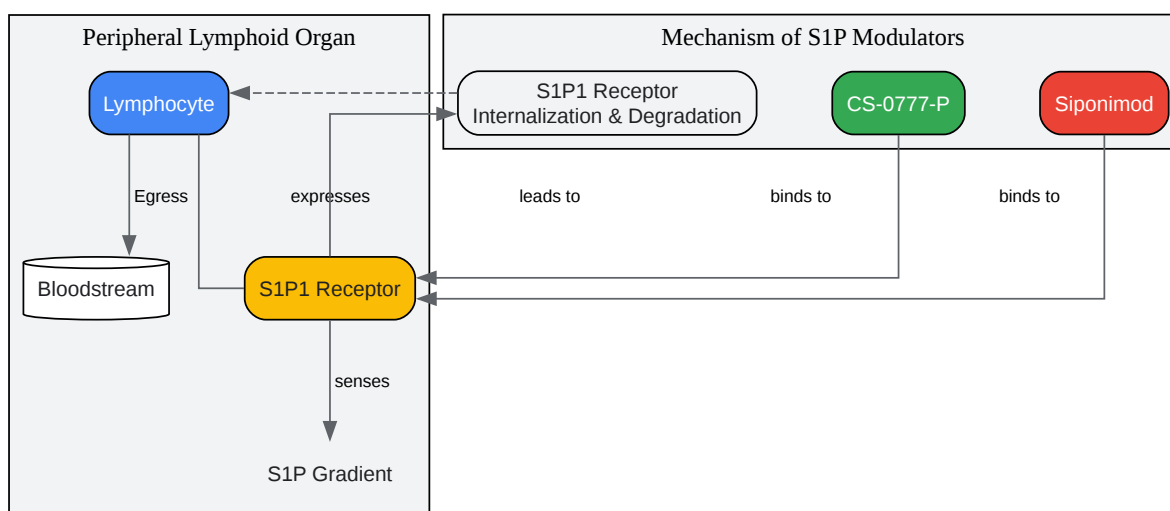 Peripheral Lymphoid Organ
Mechanism of S1P Modulators
Lymphocyte
S1P1 Receptor
Internalization & Degradation
CS-0777-P
Siponimod
Egress
expresses
leads to
binds to
binds to
Bloodstream
S1P1 Receptor
senses
S1P Gradient